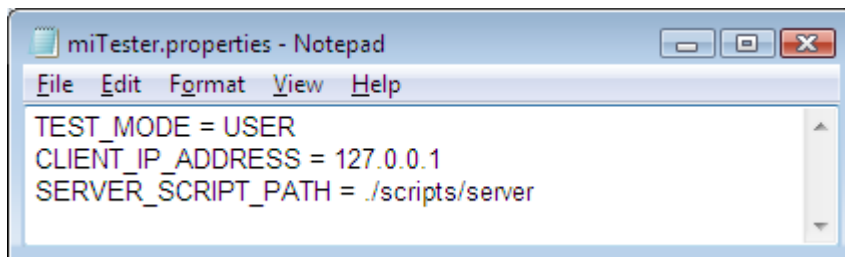 miTester.properties - Notepad
File Edit Format View Help
TEST_MODE = USER
CLIENT_IP_ADDRESS = 127.0.0.1
SERVER_SCRIPT_PATH = ./scripts/server